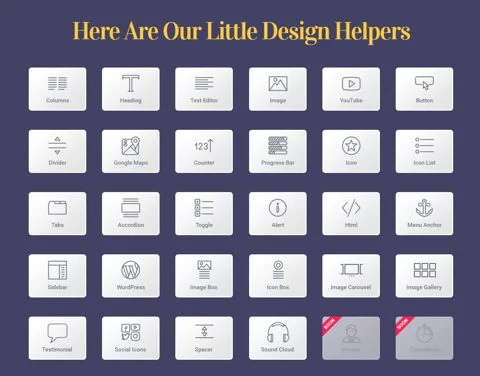 Here Are Our Little Design Helpers
Columns
Heading
Text Editor
Image
YouTube
Button
Divider
Google Maps
123
Counter
Progress Bar
Icon
Icon List
Tabs
Accordion
Toggle
Alert
Html
Menu Anchor
Sidebar
WordPress
Image Box
Icon Box
Image Carousel
Image Gallery
Testimonial
Social Icons
Spacer
Sound Cloud
SOON
SOON